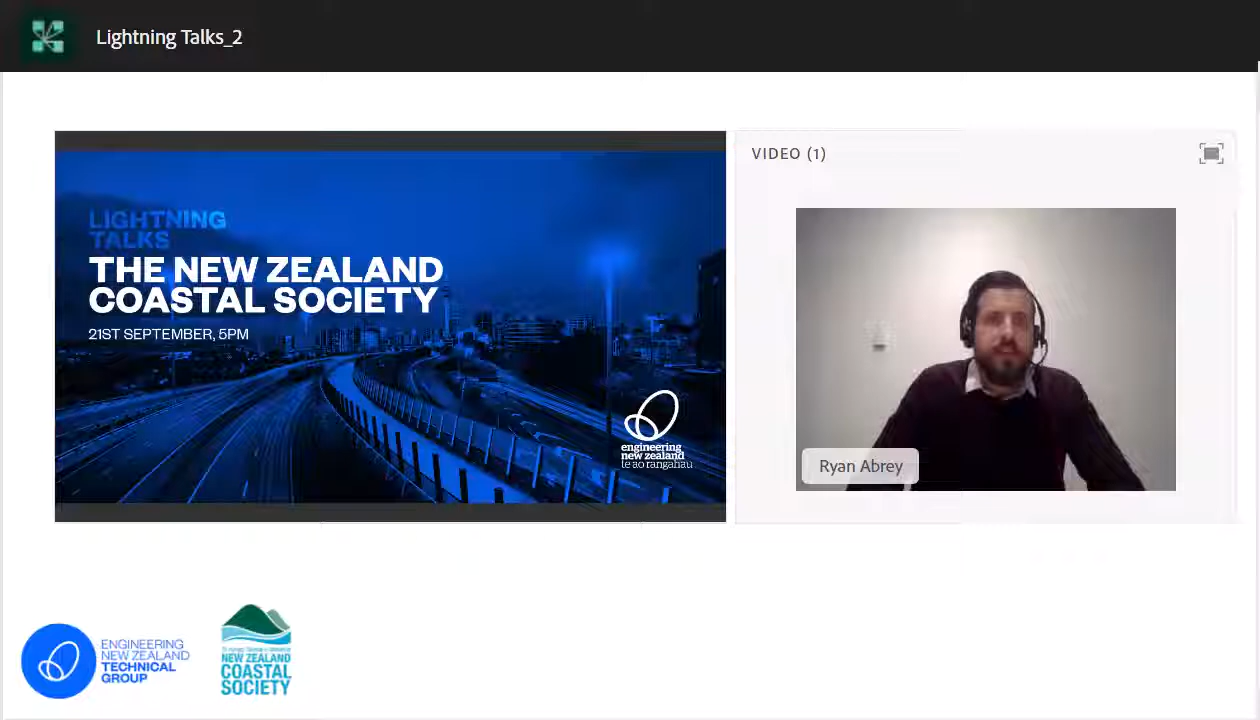 Lightning Talks_2
LIGHTNING
TALKS
THE NEW ZEALAND
COASTAL SOCIETY
21ST SEPTEMBER, 5PM
engineering
new zealand
te ao rangahau
VIDEO (1)
Ryan Abrey
ENGINEERING
NEW ZEALAND
TECHNICAL
GROUP
NEW ZEALAND
COASTAL
SOCIETY